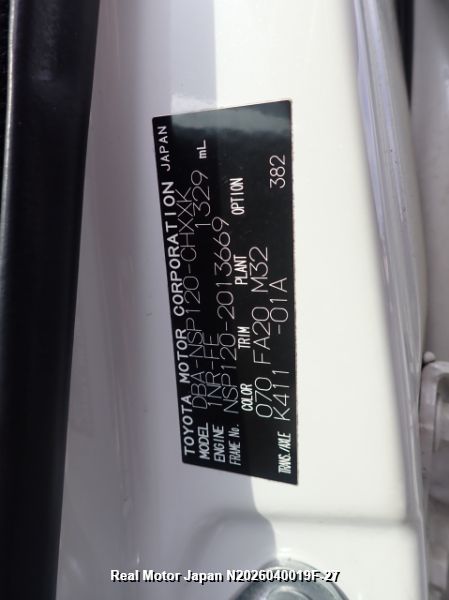 TOYOTA MOTOR CORPORATION JAPAN
MODEL DBA-NSP120-CHXXK
ENGINE 1NR-FE 1329 mL
FRAME No. NSP120-2013669
COLOR TRIM PLANT OPTION
070 FA20 M32 382
TRANS./AXLE K411 -01A
Real Motor Japan N2026040019F-27